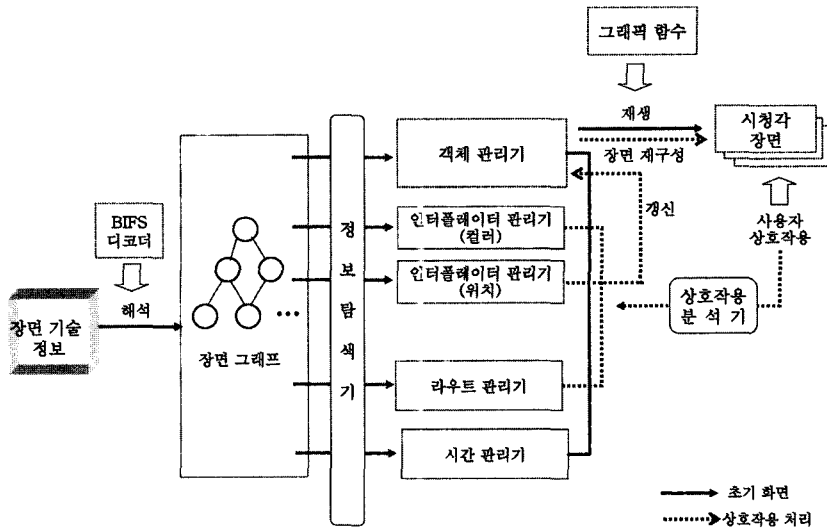 그래픽 함수
재생
장면 재구성
시청각
장면
객체 관리기
갱신
사용자
상호작용
BIFS
디코더
해석
장면 기술
정보
...
장면 그래프
정보탐색기
인터폴레이터 관리기
(컬러)
인터폴레이터 관리기
(위치)
상호작용
분 석 기
라우트 관리기
시간 관리기
초기 화면
상호작용 처리